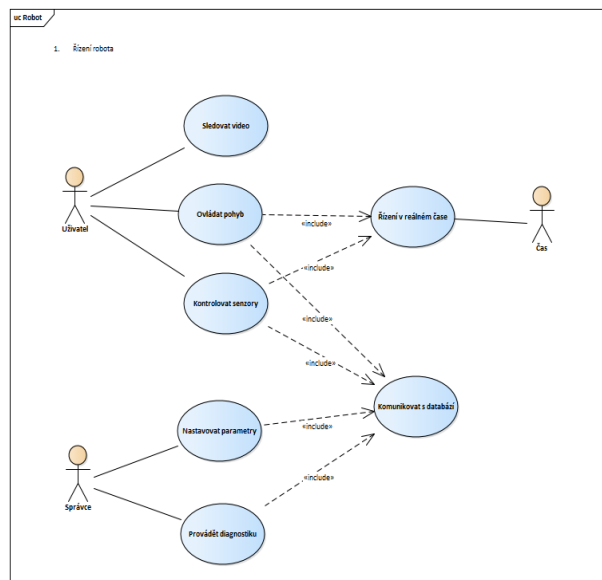 uc Robot
1. Řízení robota
Sledovat video
Uživatel
Ovládat pohyb
«include»
Řízení v reálném čase
Čas
«include»
Kontrolovat senzory
«include»
Komunikovat s databází
Nastavovat parametry
«include»
Správce
«include»
Provádět diagnostiku